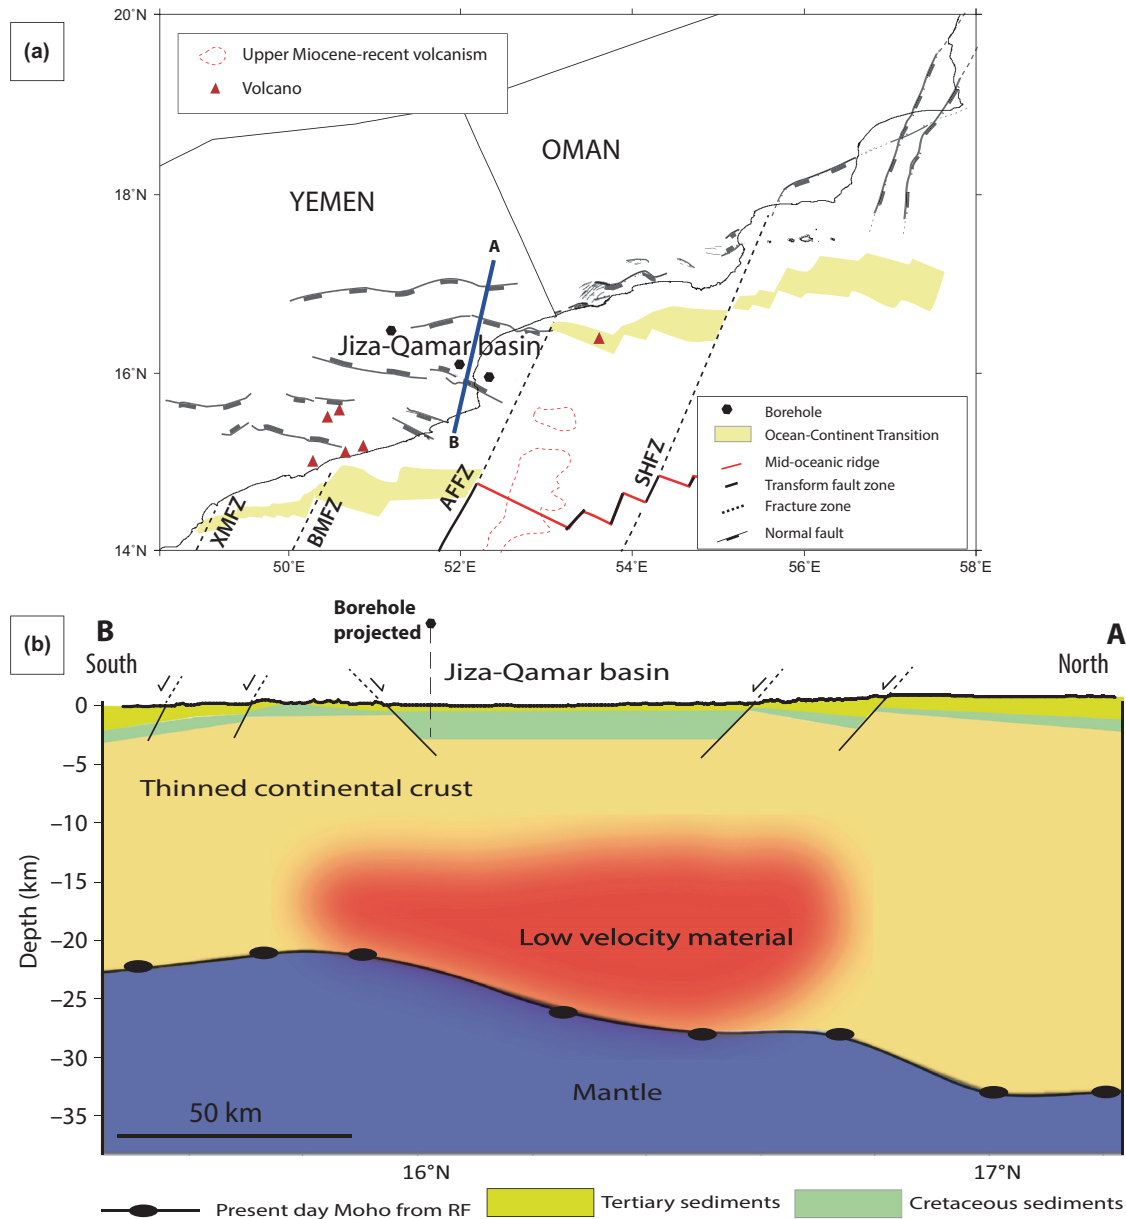 (a)
20°N
18°N
16°N
14°N
50°E
52°E
54°E
56°E
58°E
Upper Miocene-recent volcanism
Volcano
OMAN
YEMEN
A
Jiza-Qamar basin
B
XMFZ
BMFZ
AFFZ
SHFZ
Borehole
Ocean-Continent Transition
Mid-oceanic ridge
Transform fault zone
Fracture zone
Normal fault
(b)
B
South
Borehole
projected
Jiza-Qamar basin
A
North
Depth (km)
0
−5
−10
−15
−20
−25
−30
−35
Thinned continental crust
Low velocity material
Mantle
50 km
16°N
17°N
Present day Moho from RF
Tertiary sediments
Cretaceous sediments